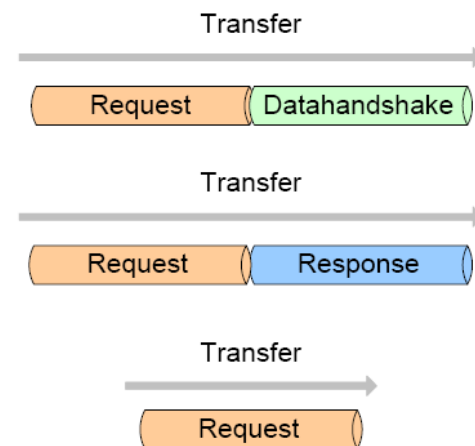 Transfer
Request Datahandshake
Transfer
Request Response
Transfer
Request